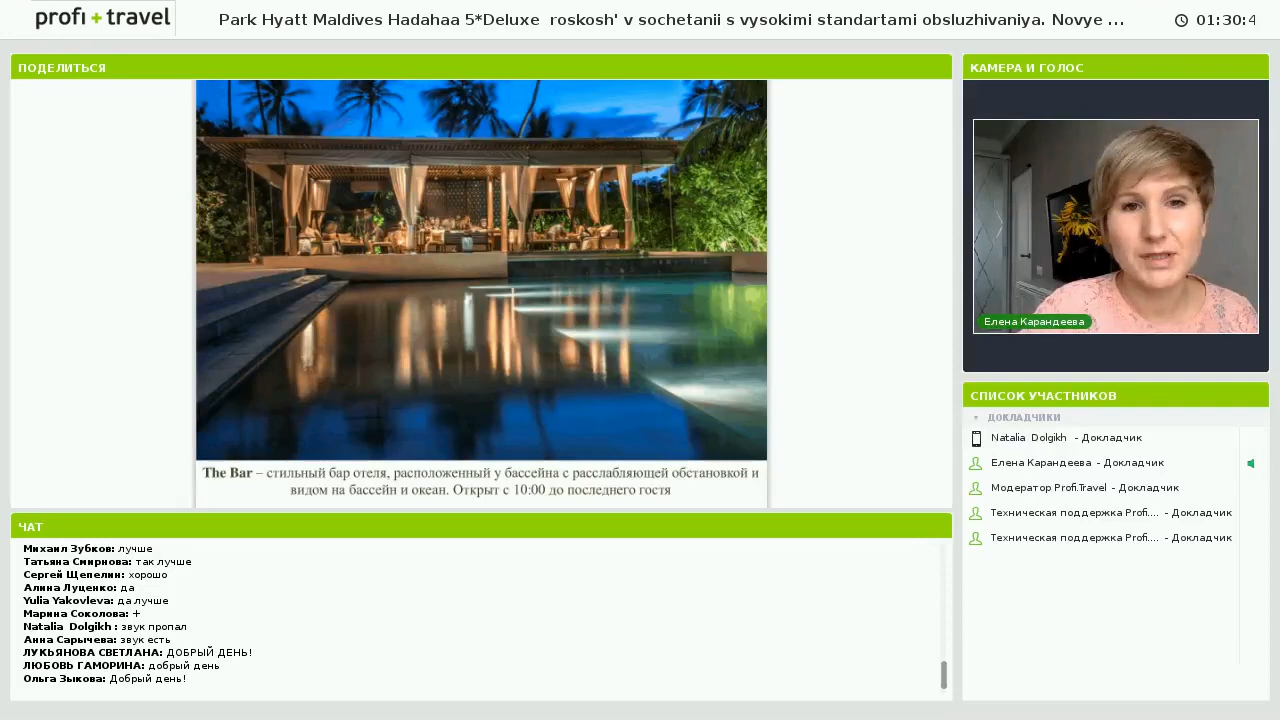 profi + travel
Park Hyatt Maldives Hadahaa 5*Deluxe roskosh' v sochetanii s vysokimi standartami obsluzhivaniya. Novye ...
01:30:4
ПОДЕЛИТЬСЯ
The Bar – стильный бар отеля, расположенный у бассейна с расслабляющей обстановкой и
видом на бассейн и океан. Открыт с 10:00 до последнего гостя
ЧАТ
Михаил Зубков: лучше
Татьяна Смирнова: так лучше
Сергей Щепелин: хорошо
Алина Луценко: да
Yulia Yakovleva: да лучше
Марина Соколова: +
Natalia Dolgikh : звук пропал
Анна Сарычева: звук есть
ЛУКЬЯНОВА СВЕТЛАНА: ДОБРЫЙ ДЕНЬ!
ЛЮБОВЬ ГАМОРИНА: добрый день
Ольга Зыкова: Добрый день!
КАМЕРА И ГОЛОС
Елена Карандеева
СПИСОК УЧАСТНИКОВ
ДОКЛАДЧИКИ
Natalia Dolgikh - Докладчик
Елена Карандеева - Докладчик
Модератор Profi.Travel - Докладчик
Техническая поддержка Profi.... - Докладчик
Техническая поддержка Profi.... - Докладчик